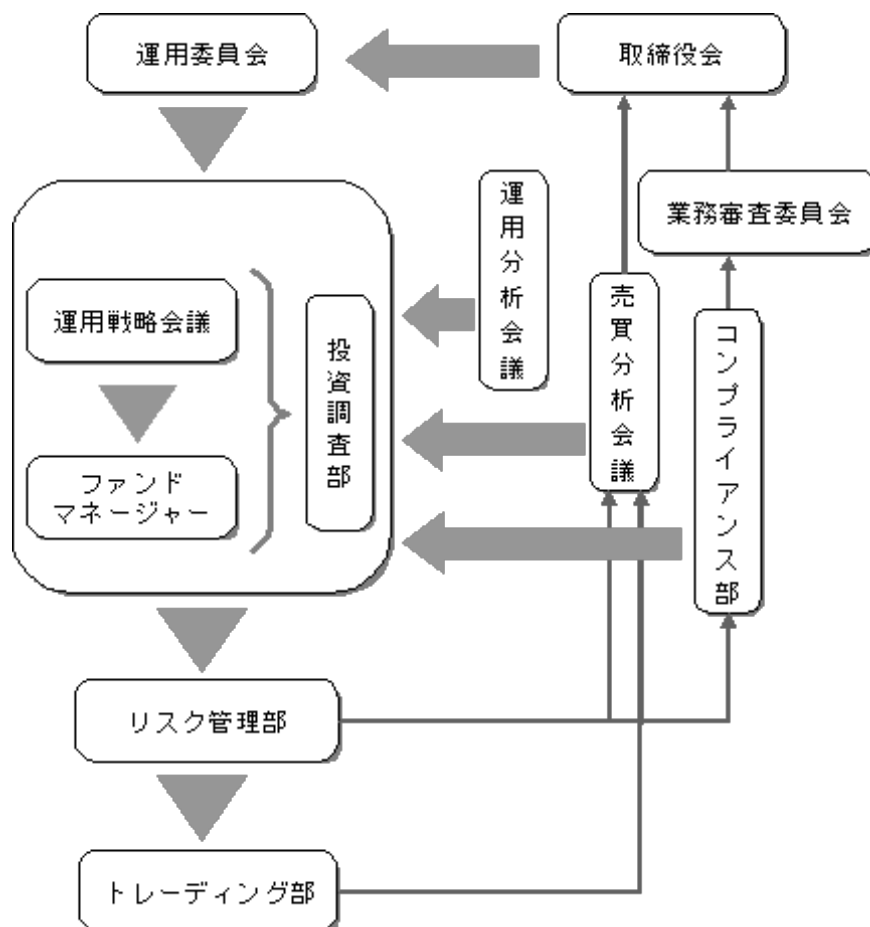 運用委員会
取締役会
運用分析会議
業務審査委員会
売買分析会議
運用戦略会議
投資調査部
コンプライアンス部
ファンド
マネージャー
リスク管理部
トレーディング部